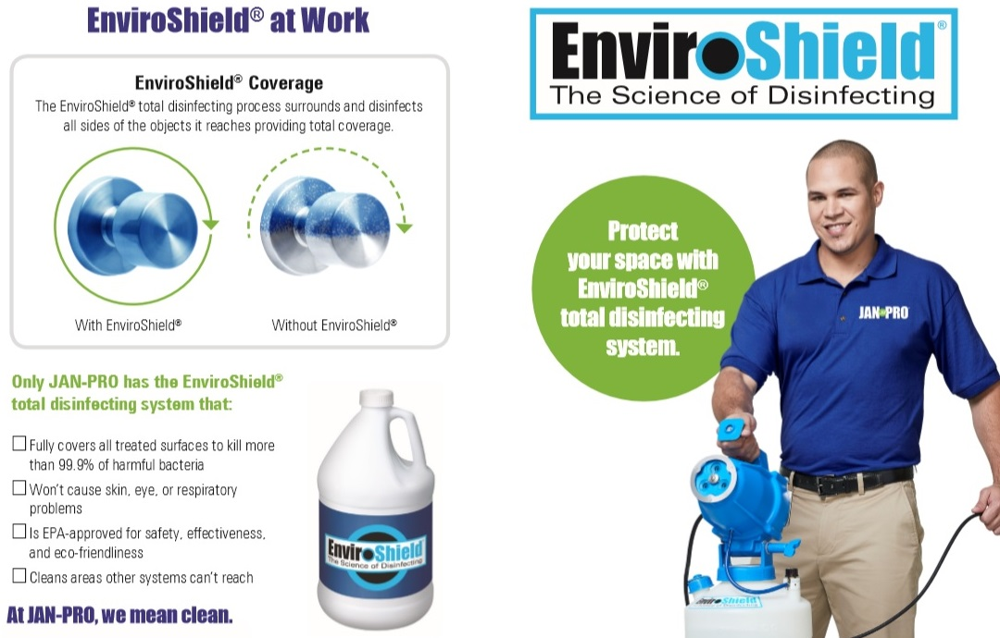 EnviroShield® at Work
EnviroShield® Coverage
The EnviroShield® total disinfecting process surrounds and disinfects
all sides of the objects it reaches providing total coverage.
With EnviroShield®
Without EnviroShield®
Only JAN-PRO has the EnviroShield®
total disinfecting system that:
Fully covers all treated surfaces to kill more
than 99.9% of harmful bacteria
Won't cause skin, eye, or respiratory
problems
Is EPA-approved for safety, effectiveness,
and eco-friendliness
Cleans areas other systems can't reach
At JAN-PRO, we mean clean.
EnviroShield
The Science of Disinfecting
EnviroShield®
The Science of Disinfecting
Protect
your space with
EnviroShield®
total disinfecting
system.
JAN-PRO
EnviroShield
The Science of Disinfecting